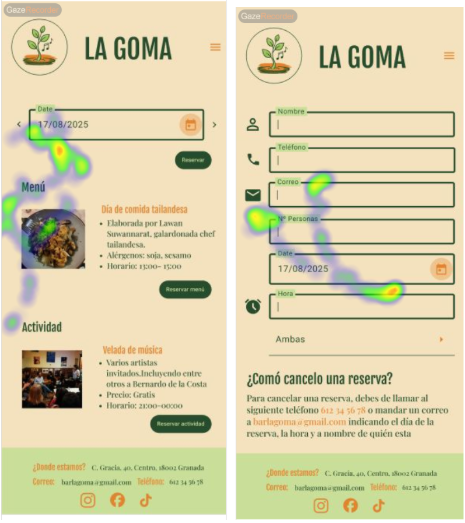 GazeRecorder
LA GOMA
Date
17/08/2025
Reservar
Menú
Día de comida tailandesa
Elaborada por Lawan
Suwannarat, galardonada chef
tailandesa.
Alérgenos: soja, sesamo
Horario: 13:00- 15:00
Reservar menú
Actividad
Velada de música
Varios artistas
invitados.Incluyendo entre
otros a Bernardo de la Costa
Precio: Gratis
Horario: 21:00-00:00
Reservar actividad
¿Donde estamos? C. Gracia, 40, Centro, 18002 Granada
Correo: barlagoma@gmail.com Teléfono: 612 34 56 78
GazeRecorder
LA GOMA
Nombre
Teléfono
Correo
Nº Personas
Date
17/08/2025
Hora
Ambas
¿Comó cancelo una reserva?
Para cancelar una reserva, debes de llamar al
siguiente teléfono 612 34 56 78 o mandar un correo
a barlagoma@gmail.com indicando el día de la
reserva, la hora y a nombre de quién esta
¿Donde estamos? C. Gracia, 40, Centro, 18002 Granada
Correo: barlagoma@gmail.com Teléfono: 612 34 56 78